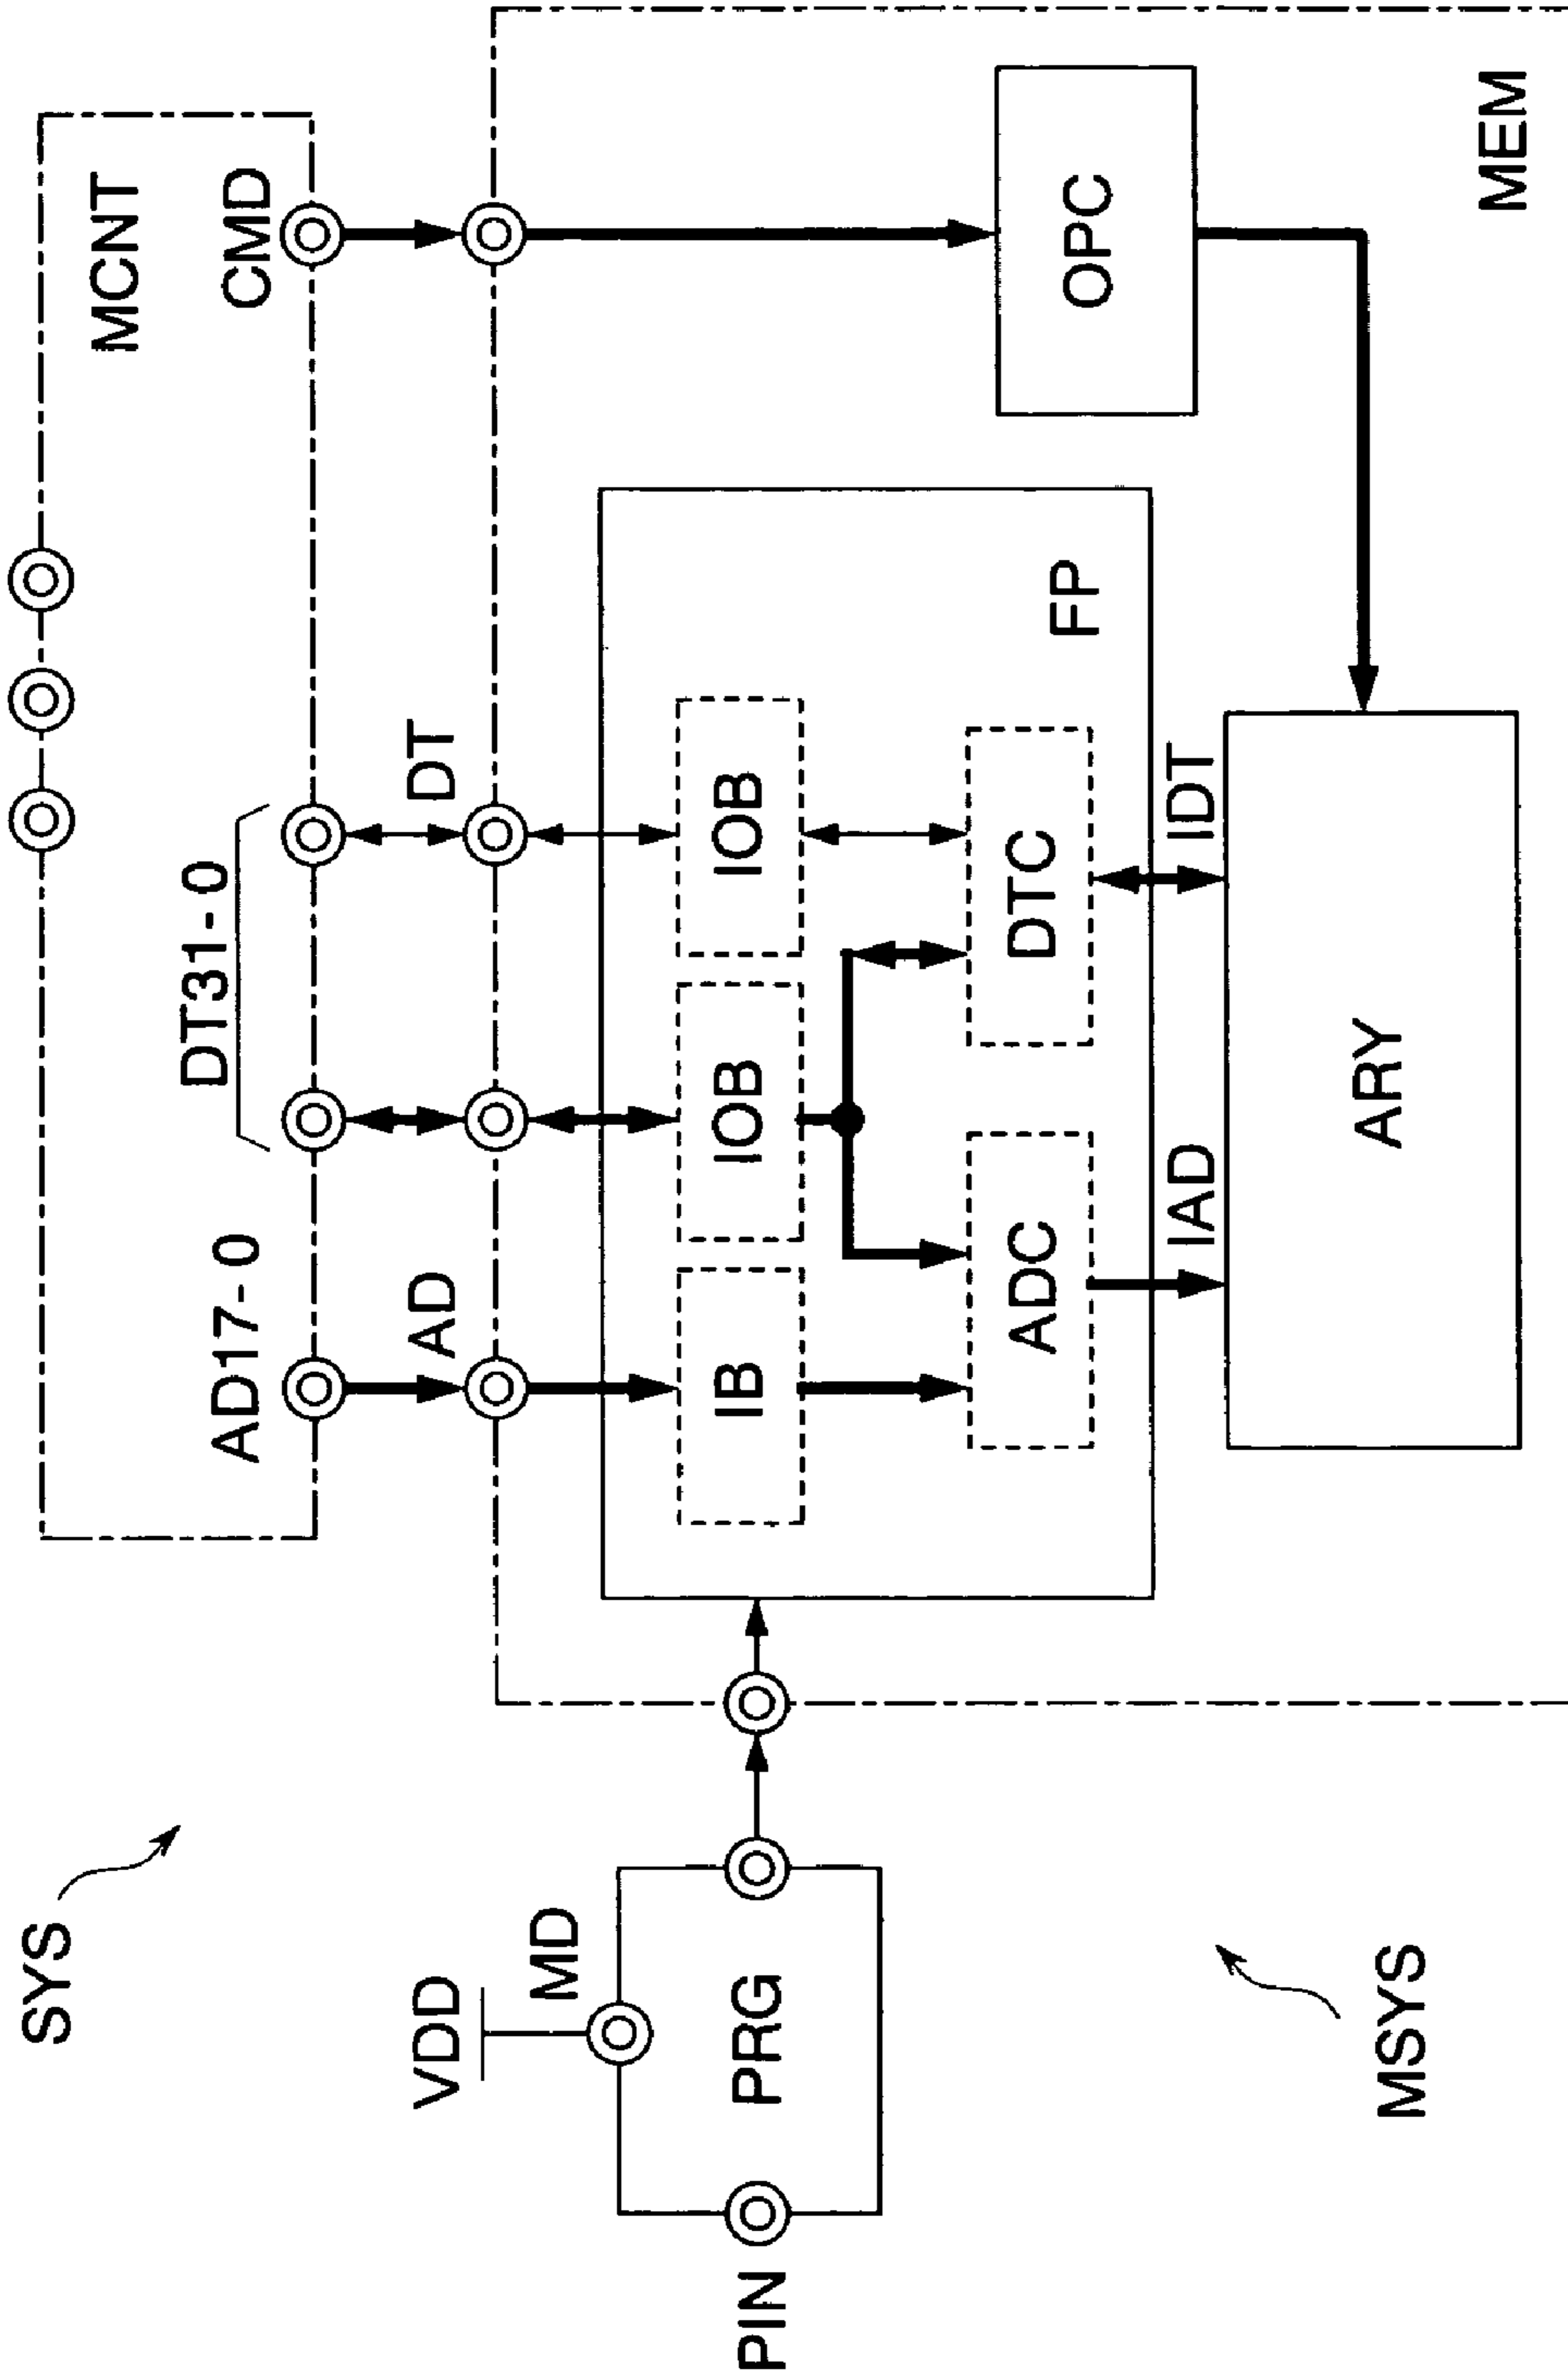 SYS
MCNT
AD17-0
DT31-0
CMD
VDD
MD
AD
DT
PIN
PRG
IB
IOB
IOB
ADC
DTC
FP
OPC
IAD
IDT
ARY
MSYS
MEM